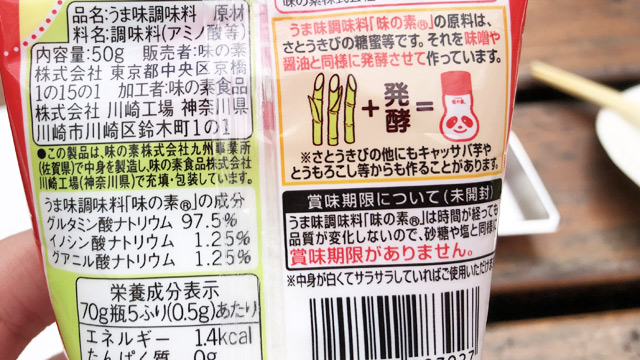 品名:うま味調味料 原材
料名:調味料(アミノ酸等)
内容量:50g 販売者:味の素
株式会社 東京都中央区京橋
1の15の1 加工者:味の素食品
株式会社 川崎工場 神奈川県
川崎市川崎区鈴木町1の1
●この製品は、味の素株式会社九州事業所
(佐賀県)で中身を製造し、味の素食品株式会社
川崎工場(神奈川県)で充填・包装しています。
うま味調味料「味の素®」の成分
グルタミン酸ナトリウム 97.5%
イノシン酸ナトリウム 1.25%
グアニル酸ナトリウム 1.25%
栄養成分表示
70g瓶5ふり(0.5g)あたり
エネルギー 1.4kcal
たんぱく質 0g
うま味調味料「味の素®」の原料は、
さとうきびの糖蜜等です。それを味噌や
醤油と同様に発酵させて作っています。
+発酵=
※さとうきびの他にもキャッサバ芋や
とうもろこし等からも作ることがあります。
賞味期限について(未開封)
うま味調味料「味の素®」は時間が経っても
品質が変化しないので、砂糖や塩と同様に
賞味期限がありません。
※中身が白くてサラサラしていればご使用いただけま